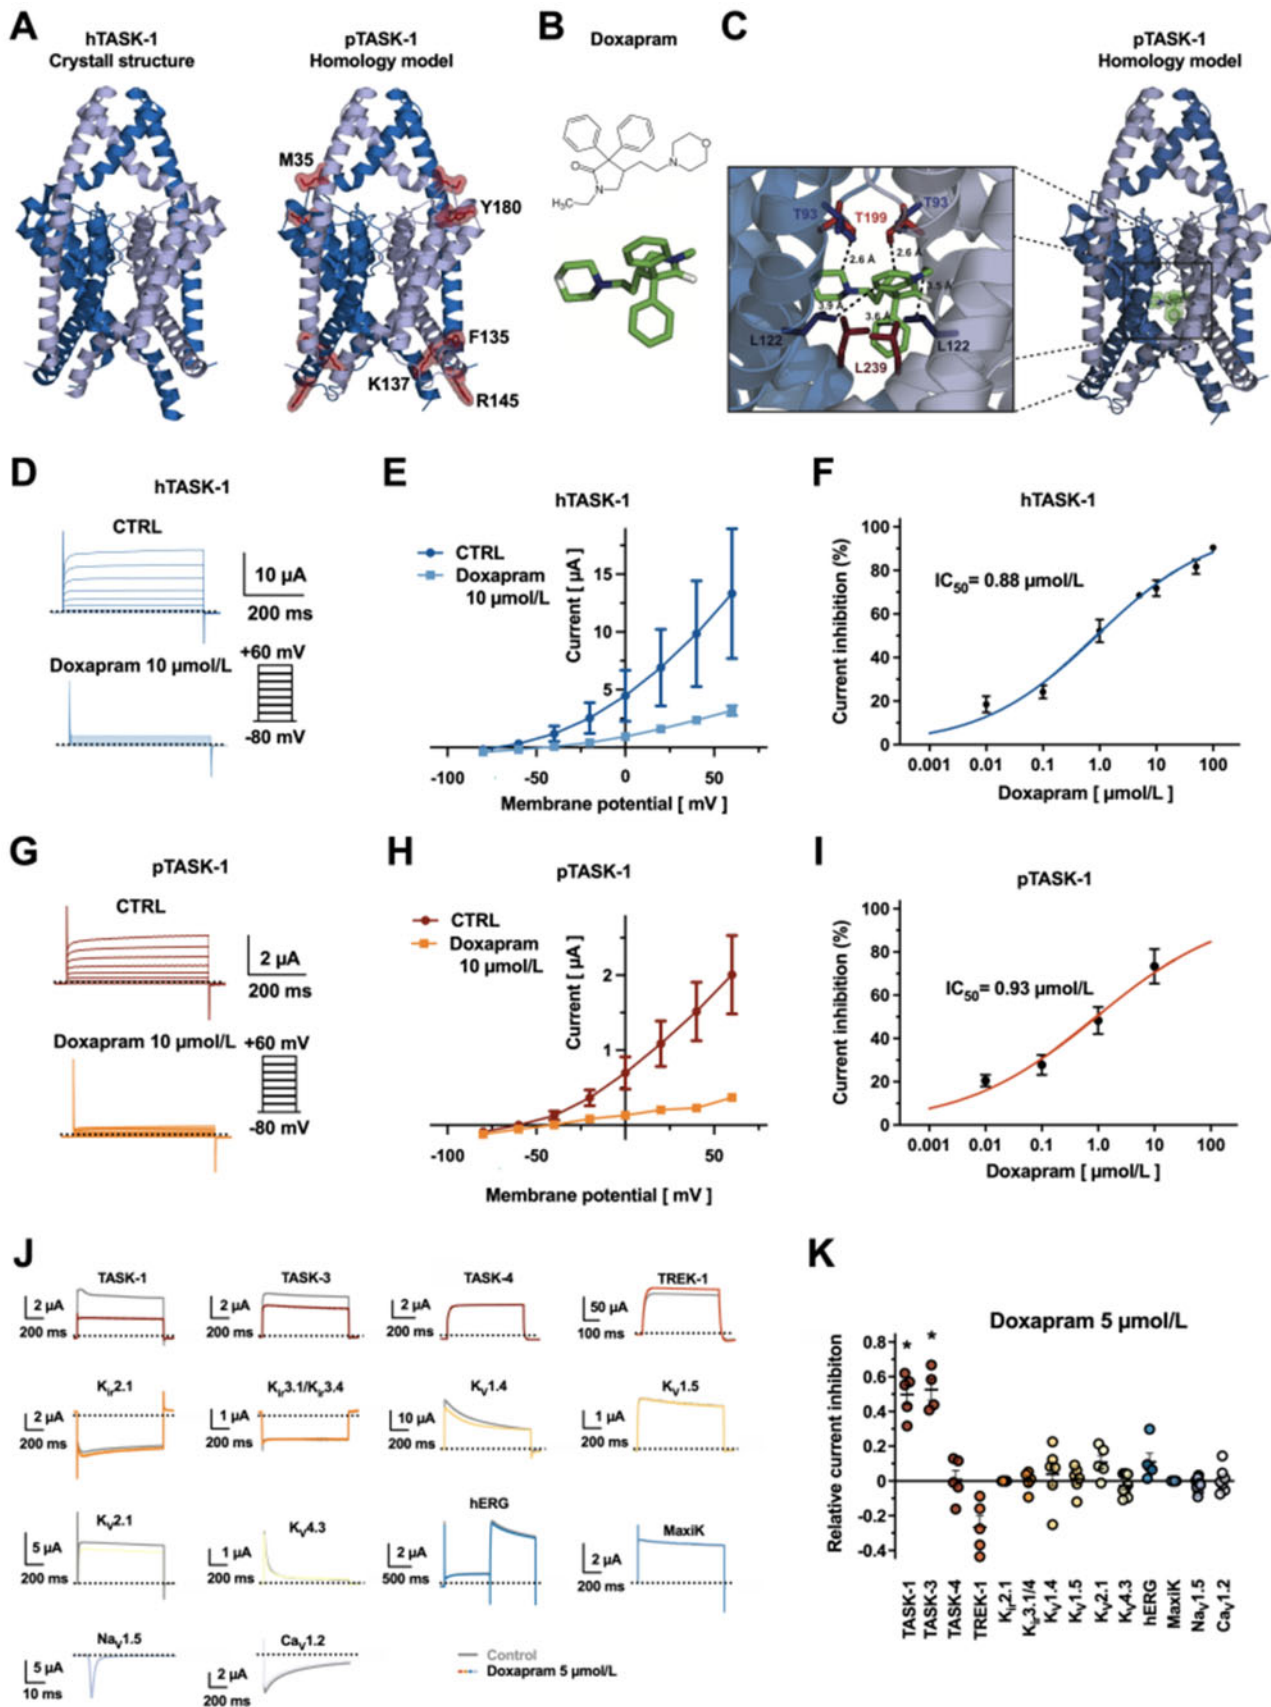 A
hTASK-1
Crystall structure
pTASK-1
Homology model
M35
Y180
F135
K137
R145
B
Doxapram
O
N
O
N
H₃C
C
pTASK-1
Homology model
T93
T199
T93
2.6 Å
2.6 Å
3.5 Å
3.6 Å
L122
L122
L239
D
hTASK-1
CTRL
10 µA
200 ms
+60 mV
Doxapram 10 µmol/L
-80 mV
E
hTASK-1
CTRL
Doxapram
10 µmol/L
Current [ µA]
15
10
5
-100
-50
0
50
Membrane potential [ mV ]
F
hTASK-1
IC₅₀= 0.88 µmol/L
Current inhibition (%)
100
80
60
40
20
0
0.001
0.01
0.1
1.0
10
100
Doxapram [ µmol/L ]
G
pTASK-1
CTRL
2 µA
200 ms
Doxapram 10 µmol/L
+60 mV
-80 mV
H
pTASK-1
CTRL
Doxapram
10 µmol/L
Current [ µA]
2
1
-100
-50
50
Membrane potential [ mV ]
I
pTASK-1
IC₅₀= 0.93 µmol/L
Current inhibition (%)
100
80
60
40
20
0
0.001
0.01
0.1
1.0
10
100
Doxapram [ µmol/L ]
J
TASK-1
2 µA
200 ms
TASK-3
2 µA
200 ms
TASK-4
2 µA
200 ms
TREK-1
50 µA
100 ms
Kir2.1
2 µA
200 ms
Kir3.1/Kir3.4
1 µA
200 ms
KV1.4
10 µA
200 ms
KV1.5
1 µA
200 ms
KV2.1
5 µA
200 ms
KV4.3
1 µA
200 ms
hERG
2 µA
500 ms
MaxiK
2 µA
200 ms
NaV1.5
5 µA
10 ms
CaV1.2
2 µA
200 ms
Control
Doxapram 5 µmol/L
K
Doxapram 5 µmol/L
Relative current inhibiton
0.8
0.6
0.4
0.2
0
-0.2
-0.4
*
*
TASK-1
TASK-3
TASK-4
TREK-1
Kir2.1
Kir3.1/4
KV1.4
KV1.5
KV2.1
KV4.3
hERG
MaxiK
NaV1.5
CaV1.2